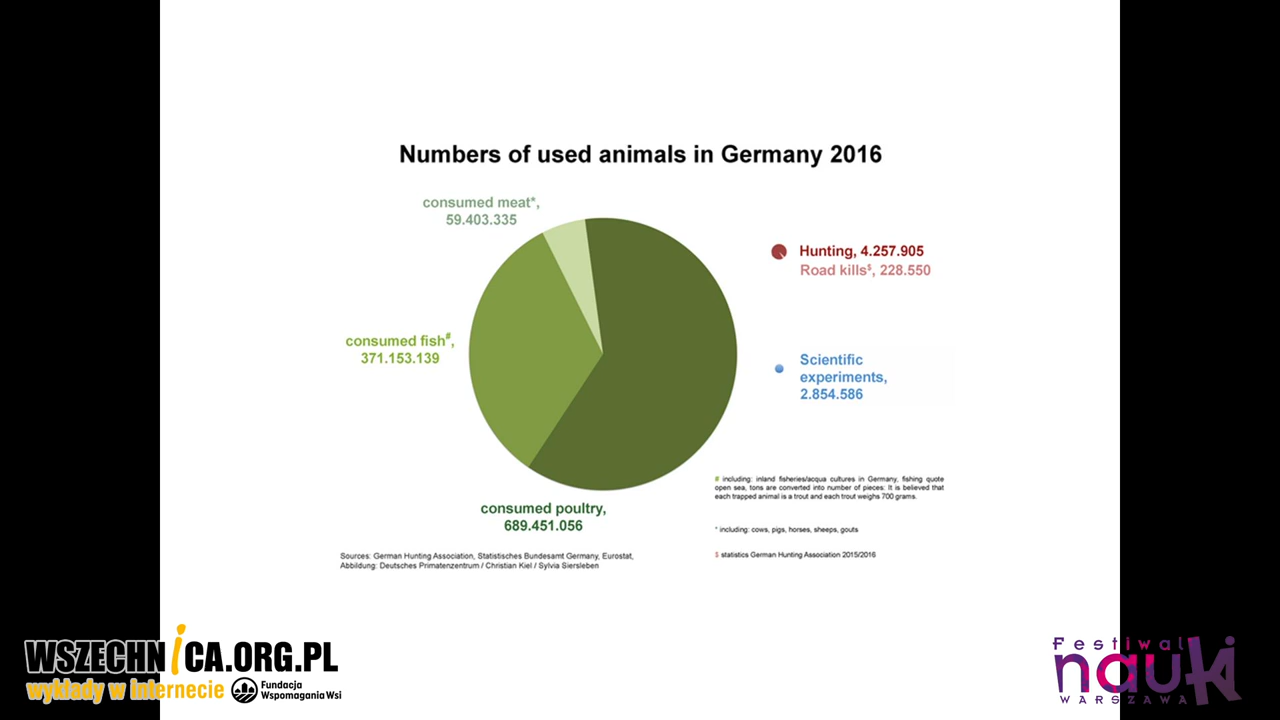 Numbers of used animals in Germany 2016
consumed meat*,
59.403.335
Hunting, 4.257.905
Road kills$, 228.550
consumed fish#,
371.153.139
Scientific
experiments,
2.854.586
consumed poultry,
689.451.056
# including: inland fisheries/acqua cultures in Germany, fishing quote
open sea, tons are converted into number of pieces: It is believed that
each trapped animal is a trout and each trout weighs 700 grams.
* including: cows, pigs, horses, sheeps, gouts
$ statistics German Hunting Association 2015/2016
Sources: German Hunting Association, Statistisches Bundesamt Germany, Eurostat,
Abbildung: Deutsches Primatenzentrum / Christian Kiel / Sylvia Siersleben
WSZECHNiCA.ORG.PL
wykłady w internecie
Fundacja
Wspomagania Wsi
Festiwal
nauki
WARSZAWA